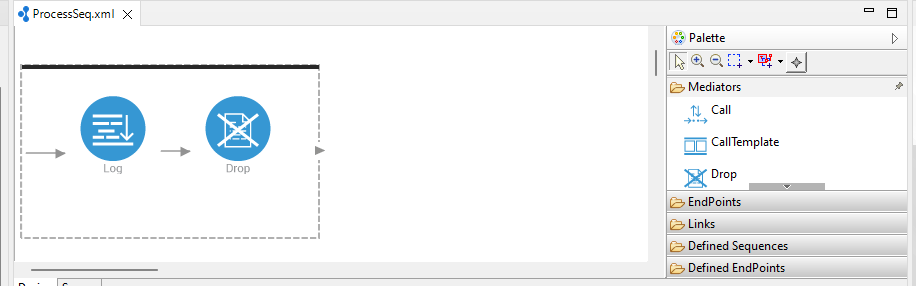 ProcessSeq.xml
Palette
Mediators
Call
CallTemplate
Drop
Log
Drop
EndPoints
Links
Defined Sequences
Defined EndPoints